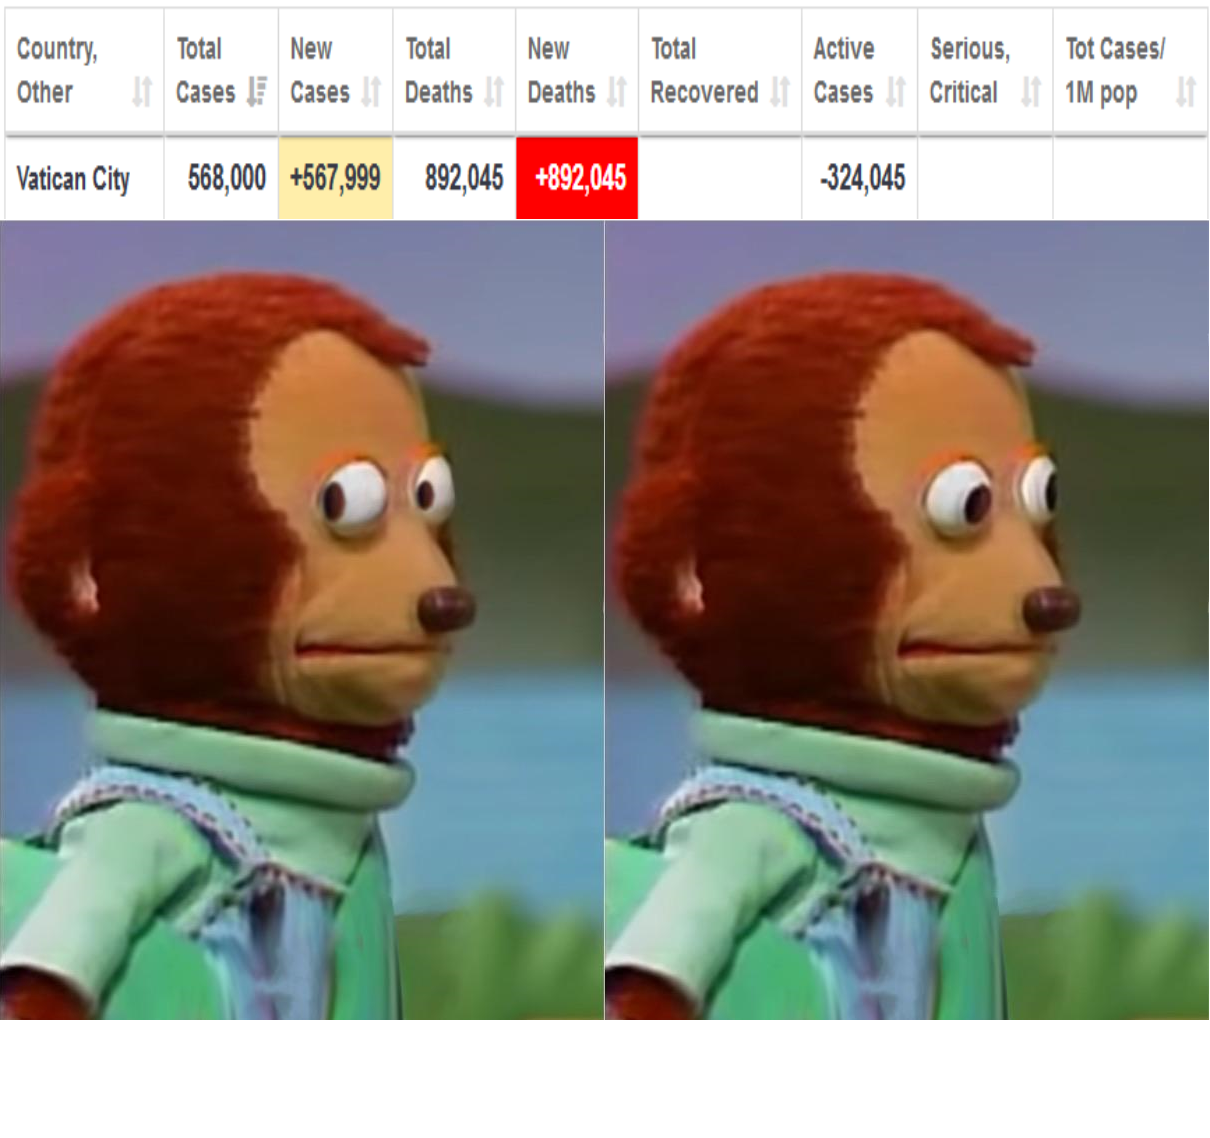 Country, Other
Total Cases
New Cases
Total Deaths
New Deaths
Total Recovered
Active Cases
Serious, Critical
Tot Cases/ 1M pop
Vatican City 568,000 +567,999 892,045 +892,045 -324,045